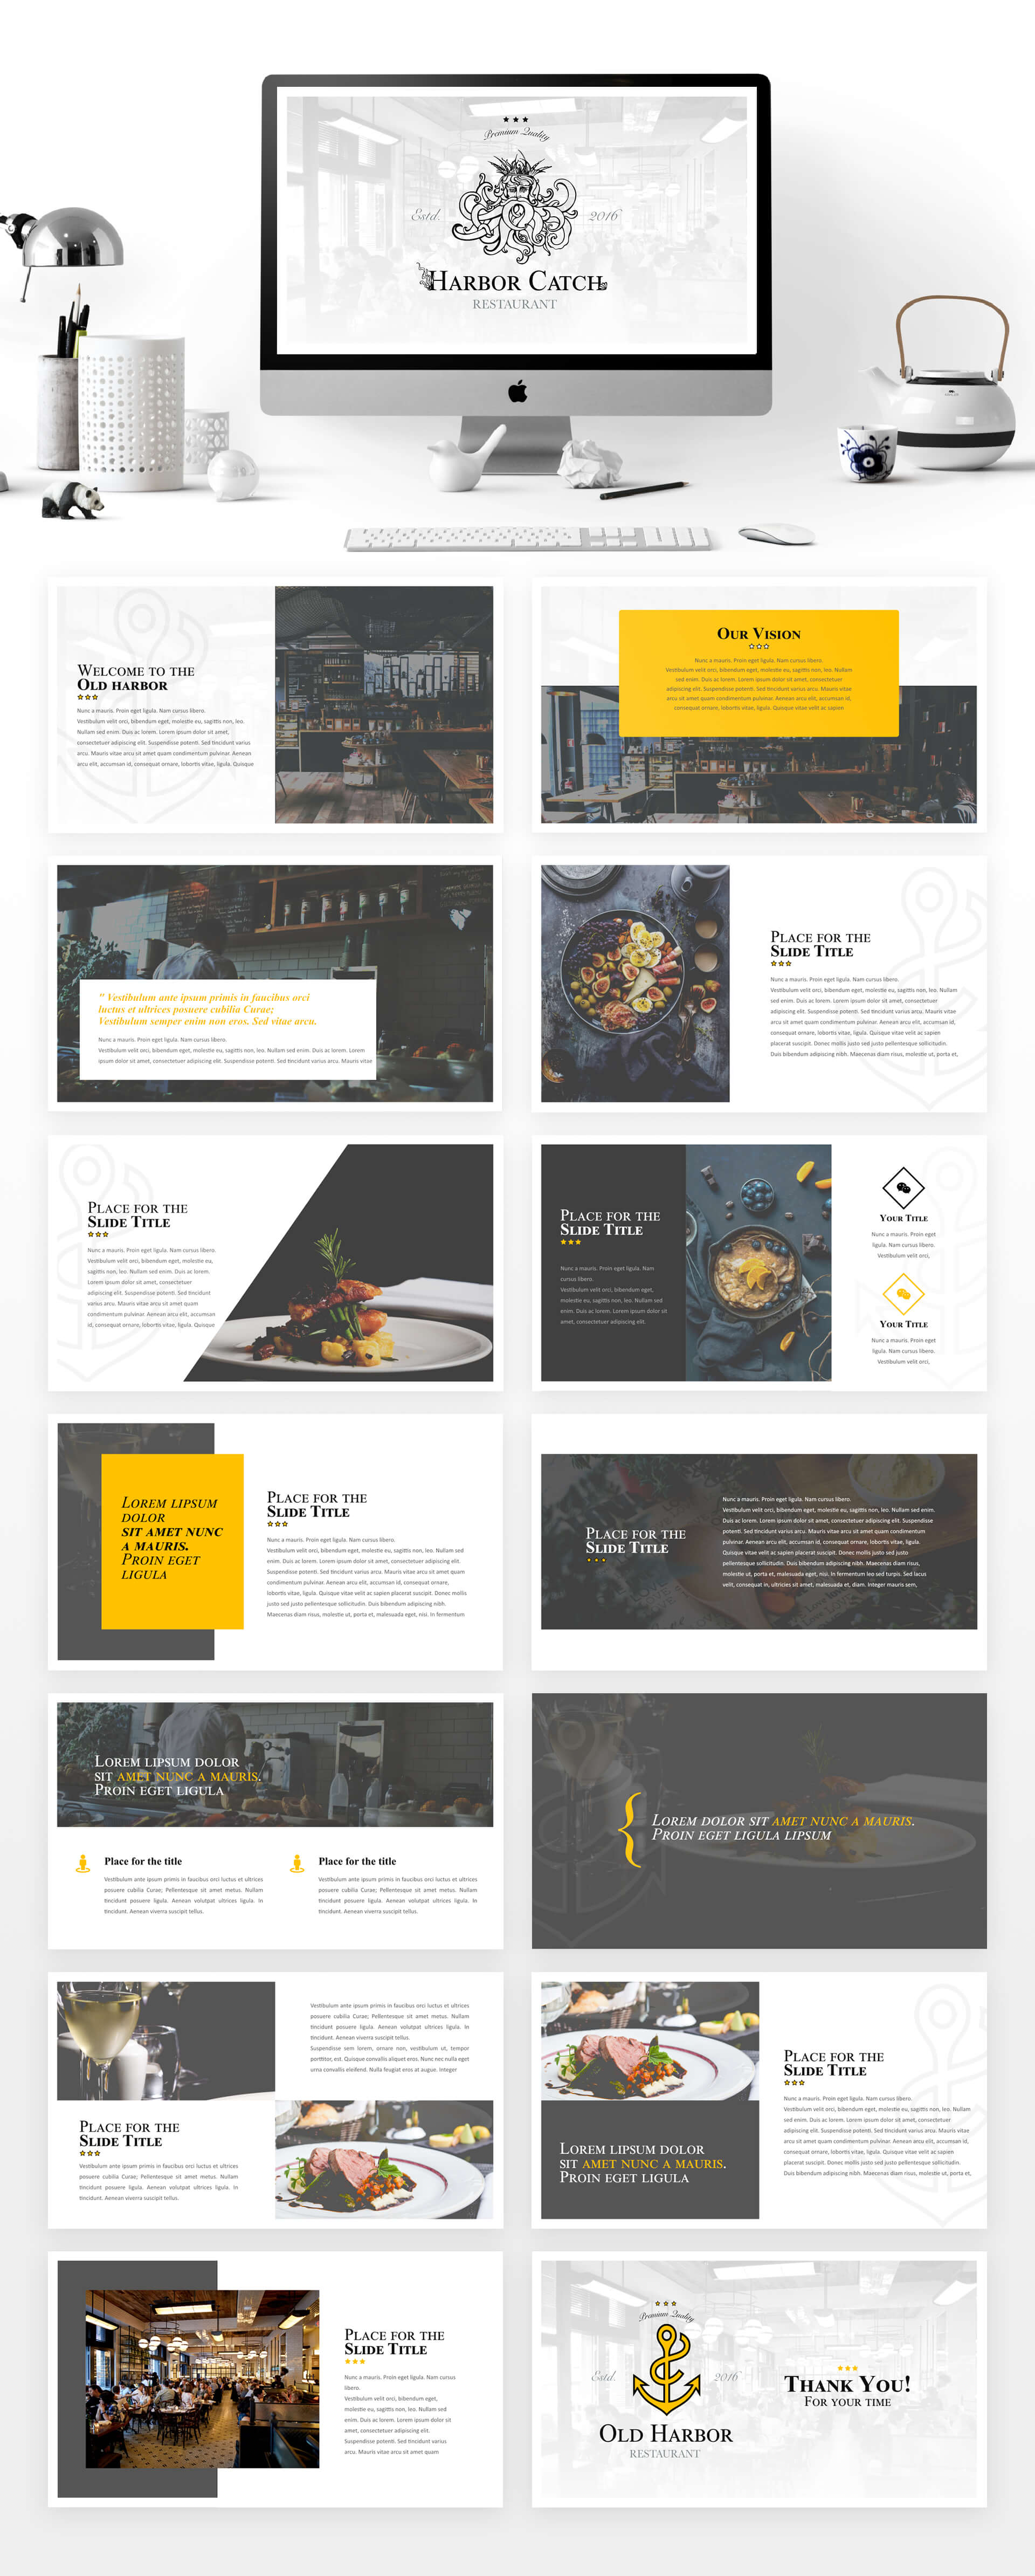 Premium Quality
Estd.
2016
HARBOR CATCH
RESTAURANT
WELCOME TO THE
OLD HARBOR
Nunc a mauris. Proin eget ligula. Nam cursus libero.
Vestibulum velit orci, bibendum eget, molestie eu, sagittis non, leo.
Nullam sed enim. Duis ac lorem. Lorem ipsum dolor sit amet,
consectetuer adipiscing elit. Suspendisse potenti. Sed tincidunt varius
arcu. Mauris vitae arcu sit amet quam condimentum pulvinar. Aenean
arcu elit, accumsan id, consequat ornare, lobortis vitae, ligula. Quisque
OUR VISION
Nunc a mauris. Proin eget ligula. Nam cursus libero.
Vestibulum velit orci, bibendum eget, molestie eu, sagittis non, leo. Nullam
sed enim. Duis ac lorem. Lorem ipsum dolor sit amet, consectetuer
adipiscing elit. Suspendisse potenti. Sed tincidunt varius arcu. Mauris vitae
arcu sit amet quam condimentum pulvinar. Aenean arcu elit, accumsan id,
consequat ornare, lobortis vitae, ligula. Quisque vitae velit ac sapien
" Vestibulum ante ipsum primis in faucibus orci
luctus et ultrices posuere cubilia Curae;
Vestibulum semper enim non eros. Sed vitae arcu.
Nunc a mauris. Proin eget ligula. Nam cursus libero.
Vestibulum velit orci, bibendum eget, molestie eu, sagittis non, leo. Nullam sed enim. Duis ac lorem. Lorem
ipsum dolor sit amet, consectetuer adipiscing elit. Suspendisse potenti. Sed tincidunt varius arcu. Mauris vitae
PLACE FOR THE
SLIDE TITLE
Nunc a mauris. Proin eget ligula. Nam cursus libero.
Vestibulum velit orci, bibendum eget, molestie eu, sagittis non, leo. Nullam
sed enim. Duis ac lorem. Lorem ipsum dolor sit amet, consectetuer
adipiscing elit. Suspendisse potenti. Sed tincidunt varius arcu. Mauris vitae
arcu sit amet quam condimentum pulvinar. Aenean arcu elit, accumsan id,
consequat ornare, lobortis vitae, ligula. Quisque vitae velit ac sapien
placerat suscipit. Donec mollis justo sed justo pellentesque sollicitudin.
Duis bibendum adipiscing nibh. Maecenas diam risus, molestie ut, porta et,
PLACE FOR THE
SLIDE TITLE
Nunc a mauris. Proin eget ligula. Nam cursus libero.
Vestibulum velit orci, bibendum eget, molestie eu,
sagittis non, leo. Nullam sed enim. Duis ac lorem.
Lorem ipsum dolor sit amet, consectetuer
adipiscing elit. Suspendisse potenti. Sed tincidunt
varius arcu. Mauris vitae arcu sit amet quam
condimentum pulvinar. Aenean arcu elit, accumsan
id, consequat ornare, lobortis vitae, ligula. Quisque
PLACE FOR THE
SLIDE TITLE
Nunc a mauris. Proin eget ligula. Nam
cursus libero.
Vestibulum velit orci, bibendum eget,
molestie eu, sagittis non, leo. Nullam sed
enim. Duis ac lorem. Lorem ipsum dolor sit
amet, consectetuer adipiscing elit.
YOUR TITLE
Nunc a mauris. Proin eget
ligula. Nam cursus libero.
Vestibulum velit orci,
YOUR TITLE
Nunc a mauris. Proin eget
ligula. Nam cursus libero.
Vestibulum velit orci,
LOREM LIPSUM
DOLOR
SIT AMET NUNC
A MAURIS.
PROIN EGET
LIGULA
PLACE FOR THE
SLIDE TITLE
Nunc a mauris. Proin eget ligula. Nam cursus libero.
Vestibulum velit orci, bibendum eget, molestie eu, sagittis non, leo. Nullam sed
enim. Duis ac lorem. Lorem ipsum dolor sit amet, consectetuer adipiscing elit.
Suspendisse potenti. Sed tincidunt varius arcu. Mauris vitae arcu sit amet quam
condimentum pulvinar. Aenean arcu elit, accumsan id, consequat ornare,
lobortis vitae, ligula. Quisque vitae velit ac sapien placerat suscipit. Donec mollis
justo sed justo pellentesque sollicitudin. Duis bibendum adipiscing nibh.
Maecenas diam risus, molestie ut, porta et, malesuada eget, nisi. In fermentum
PLACE FOR THE
SLIDE TITLE
Nunc a mauris. Proin eget ligula. Nam cursus libero.
Vestibulum velit orci, bibendum eget, molestie eu, sagittis non, leo. Nullam sed enim.
Duis ac lorem. Lorem ipsum dolor sit amet, consectetuer adipiscing elit. Suspendisse
potenti. Sed tincidunt varius arcu. Mauris vitae arcu sit amet quam condimentum
pulvinar. Aenean arcu elit, accumsan id, consequat ornare, lobortis vitae, ligula.
Quisque vitae velit ac sapien placerat suscipit. Donec mollis justo sed justo
pellentesque sollicitudin. Duis bibendum adipiscing nibh. Maecenas diam risus,
molestie ut, porta et, malesuada eget, nisi. In fermentum leo sed turpis. Sed lacus
velit, consequat in, ultricies sit amet, malesuada et, diam. Integer mauris sem,
LOREM LIPSUM DOLOR
SIT AMET NUNC A MAURIS.
PROIN EGET LIGULA
Place for the title
Vestibulum ante ipsum primis in faucibus orci luctus et ultrices
posuere cubilia Curae; Pellentesque sit amet metus. Nullam
tincidunt posuere ligula. Aenean volutpat ultrices ligula. In
tincidunt. Aenean viverra suscipit tellus.
Place for the title
Vestibulum ante ipsum primis in faucibus orci luctus et ultrices
posuere cubilia Curae; Pellentesque sit amet metus. Nullam
tincidunt posuere ligula. Aenean volutpat ultrices ligula. In
tincidunt. Aenean viverra suscipit tellus.
{ LOREM DOLOR SIT AMET NUNC A MAURIS.
PROIN EGET LIGULA LIPSUM
Vestibulum ante ipsum primis in faucibus orci luctus et ultrices
posuere cubilia Curae; Pellentesque sit amet metus. Nullam
tincidunt posuere ligula. Aenean volutpat ultrices ligula. In
tincidunt. Aenean viverra suscipit tellus.
Suspendisse sem lorem, ornare non, vestibulum ut, tempor
porttitor, est. Quisque convallis aliquet eros. Nunc nec nulla eget
urna convallis eleifend. Nulla feugiat eros at augue. Integer
PLACE FOR THE
SLIDE TITLE
Vestibulum ante ipsum primis in faucibus orci luctus et ultrices
posuere cubilia Curae; Pellentesque sit amet metus. Nullam
tincidunt posuere ligula. Aenean volutpat ultrices ligula. In
tincidunt. Aenean viverra suscipit tellus.
LOREM LIPSUM DOLOR
SIT AMET NUNC A MAURIS.
PROIN EGET LIGULA
PLACE FOR THE
SLIDE TITLE
Nunc a mauris. Proin eget ligula. Nam cursus libero.
Vestibulum velit orci, bibendum eget, molestie eu, sagittis non, leo. Nullam
sed enim. Duis ac lorem. Lorem ipsum dolor sit amet, consectetuer
adipiscing elit. Suspendisse potenti. Sed tincidunt varius arcu. Mauris vitae
arcu sit amet quam condimentum pulvinar. Aenean arcu elit, accumsan id,
consequat ornare, lobortis vitae, ligula. Quisque vitae velit ac sapien
placerat suscipit. Donec mollis justo sed justo pellentesque sollicitudin.
Duis bibendum adipiscing nibh. Maecenas diam risus, molestie ut, porta et,
PLACE FOR THE
SLIDE TITLE
Nunc a mauris. Proin eget ligula. Nam cursus
libero.
Vestibulum velit orci, bibendum eget,
molestie eu, sagittis non, leo. Nullam sed
enim. Duis ac lorem. Lorem ipsum dolor sit
amet, consectetuer adipiscing elit.
Suspendisse potenti. Sed tincidunt varius
arcu. Mauris vitae arcu sit amet quam
Premium Quality
Estd.
2016
OLD HARBOR
RESTAURANT
THANK YOU!
FOR YOUR TIME